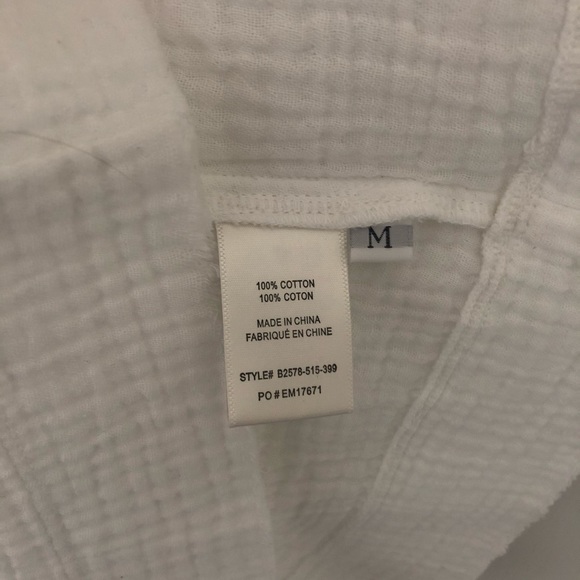 M
100% COTTON
100% COTON
MADE IN CHINA
FABRIQUÉ EN CHINE
STYLE# B2578-515-399
PO # EM17671